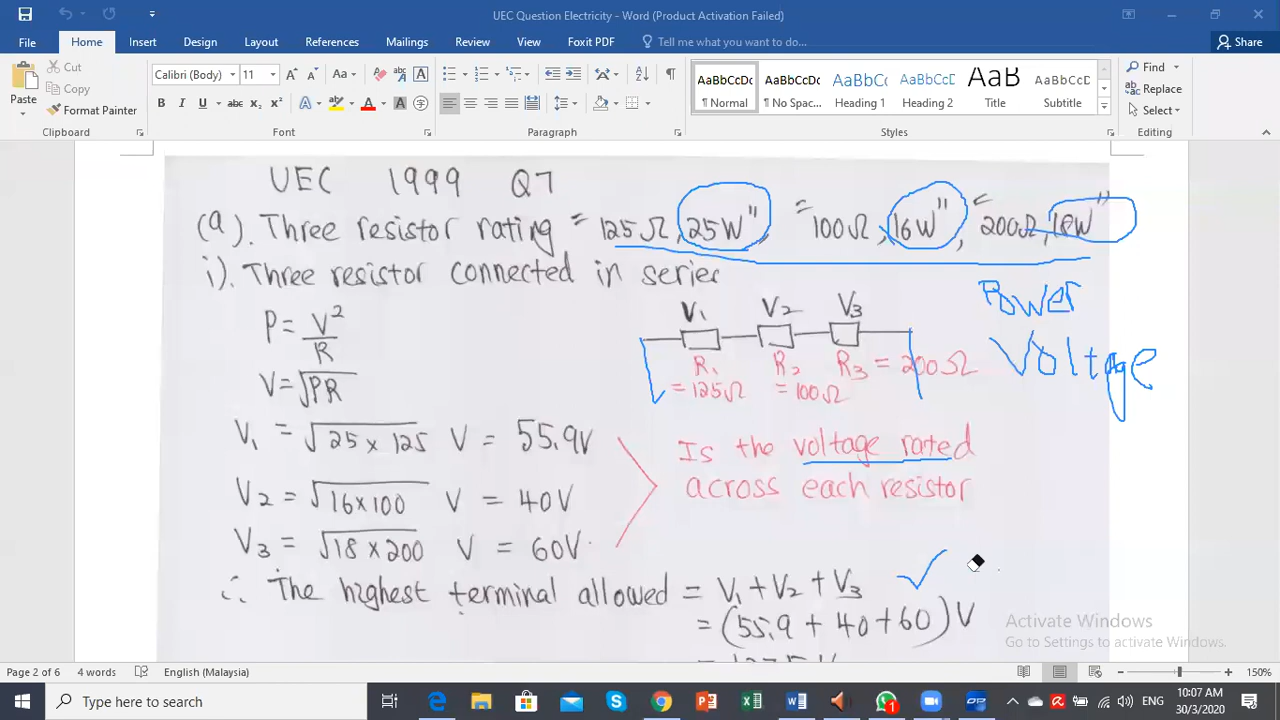 UEC Question Electricity - Word (Product Activation Failed)
File Home Insert Design Layout References Mailings Review View Foxit PDF Tell me what you want to do... Share
Paste Cut Copy Format Painter
Calibri (Body) 11 Aa
B I U abc x₂ x² A
AaBbCcDc AaBbCcDc AaBbCc AaBbCcD AaB AaBbCcDc
¶ Normal ¶ No Spec... Heading 1 Heading 2 Title Subtitle
Find Replace Select
Clipboard Font Paragraph Styles Editing
UEC 1999 Q7
(a). Three resistor rating = 125Ω, 25W", "100Ω, 16W", "200Ω, 18W"
i). Three resistor connected in series
Power
Voltage
P = V²/R
V = √PR
V₁ V₂ V₃
R₁ = 125Ω R₂ = 100Ω R₃ = 200Ω
V₁ = √25 x 125 V = 55.9V
V₂ = √16x100 V = 40V
V₃ = √18 x 200 V = 60V.
Is the voltage rated
across each resistor
∴ The highest terminal allowed = V₁ + V₂ + V₃
= (55.9 + 40 + 60) V
Activate Windows
Go to Settings to activate Windows.
Page 2 of 6 4 words English (Malaysia) 150%
Type here to search
ENG 10:07 AM 30/3/2020